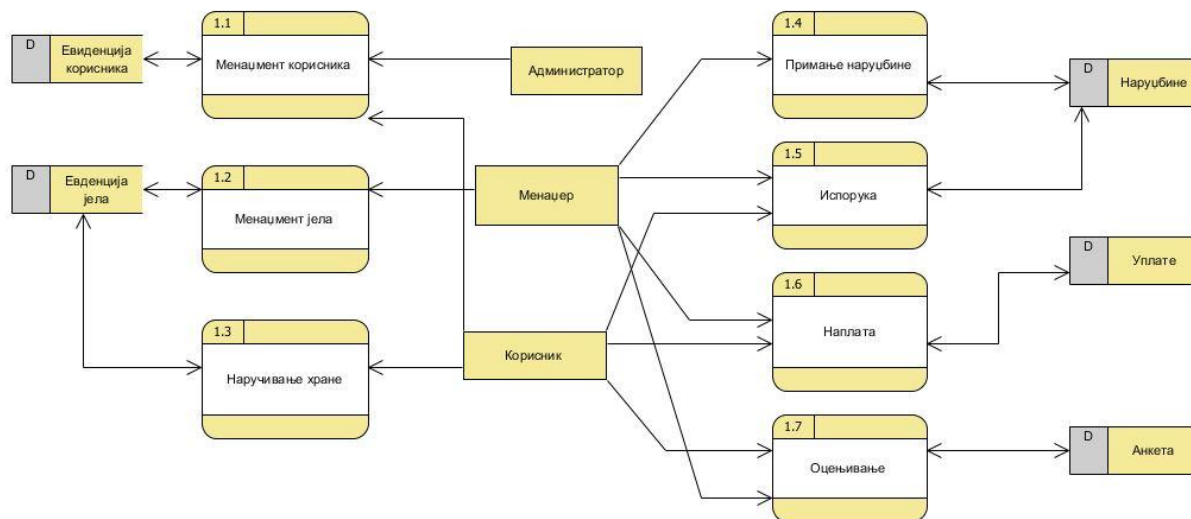 1.1
D
Евиденција
корисника
Менаџмент корисника
Администратор
1.4
Примање наруџбине
D
Наруџбине
D
Евденција
јела
1.2
Менаџмент јела
Менаџер
1.5
Испорука
D
Уплате
1.6
Наплата
1.3
Наручивање хране
Корисник
1.7
Оцењивање
D
Анкета